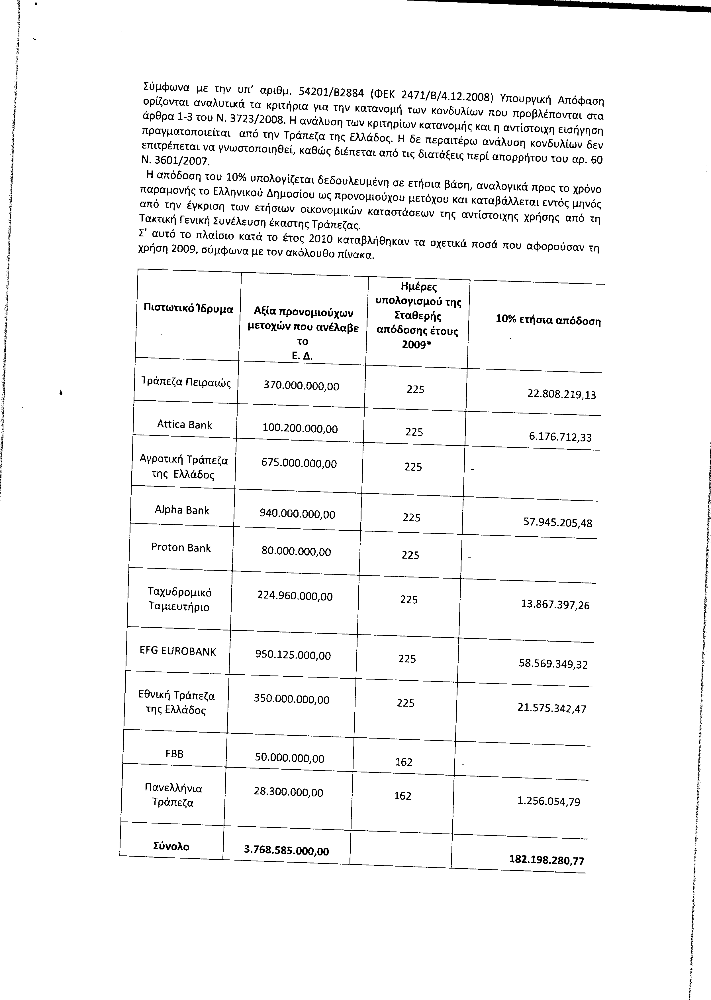 Σύμφωνα με την υπ’ αριθμ. 54201/Β2884 (ΦΕΚ 2471/Β/4.12.2008) Υπουργική Απόφαση
ορίζονται αναλυτικά τα κριτήρια για την κατανομή των κονδυλίων που προβλέπονται στα
άρθρα 1-3 του Ν. 3723/2008. Η ανάλυση των κριτηρίων κατανομής και η αντίστοιχη εισήγηση
πραγματοποιείται από την Τράπεζα της Ελλάδος. Η δε περαιτέρω ανάλυση κονδυλίων δεν
επιτρέπεται να γνωστοποιηθεί, καθώς διέπεται από τις διατάξεις περί απορρήτου του αρ. 60
Ν. 3601/2007.
Η απόδοση του 10% υπολογίζεται δεδουλευμένη σε ετήσια βάση, αναλογικά προς το χρόνο
παραμονής το Ελληνικού Δημοσίου ως προνομιούχου μετόχου και καταβάλλεται εντός μηνός
από την έγκριση των ετήσιων οικονομικών καταστάσεων της αντίστοιχης χρήσης από τη
Τακτική Γενική Συνέλευση έκαστης Τράπεζας.
Σ’ αυτό το πλαίσιο κατά το έτος 2010 καταβλήθηκαν τα σχετικά ποσά που αφορούσαν τη
χρήση 2009, σύμφωνα με τον ακόλουθο πίνακα.
Πιστωτικό Ίδρυμα
Αξία προνομιούχων
μετοχών που ανέλαβε
το
Ε. Δ.
Ημέρες
υπολογισμού της
Σταθερής
απόδοσης έτους
2009*
10% ετήσια απόδοση
Τράπεζα Πειραιώς 370.000.000,00 225 22.808.219,13
Attica Bank 100.200.000,00 225 6.176.712,33
Αγροτική Τράπεζα
της Ελλάδος
675.000.000,00 225 -
Alpha Bank 940.000.000,00 225 57.945.205,48
Proton Bank 80.000.000,00 225 -
Ταχυδρομικό
Ταμιευτήριο
224.960.000,00 225 13.867.397,26
EFG EUROBANK 950.125.000,00 225 58.569.349,32
Εθνική Τράπεζα
της Ελλάδος
350.000.000,00 225 21.575.342,47
FBB 50.000.000,00 162 -
Πανελλήνια
Τράπεζα
28.300.000,00 162 1.256.054,79
Σύνολο 3.768.585.000,00 182.198.280,77